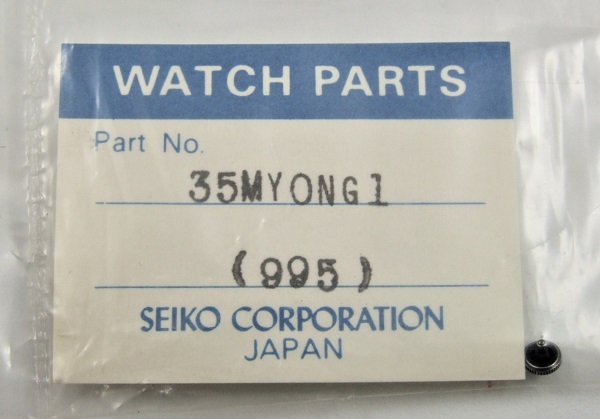 WATCH PARTS
Part No.
35MYONG1
(995)
SEIKO CORPORATION
JAPAN